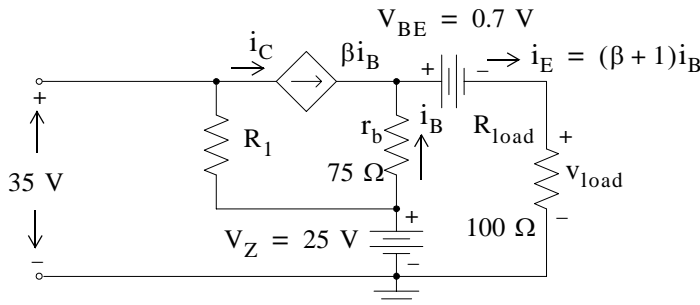 V_BE = 0.7 V
i_C
βi_B
+ − i_E = (β + 1)i_B
+
R_1
r_b
i_B
R_load
+
35 V
75 Ω
v_load
V_Z = 25 V
+
100 Ω
−
−
−